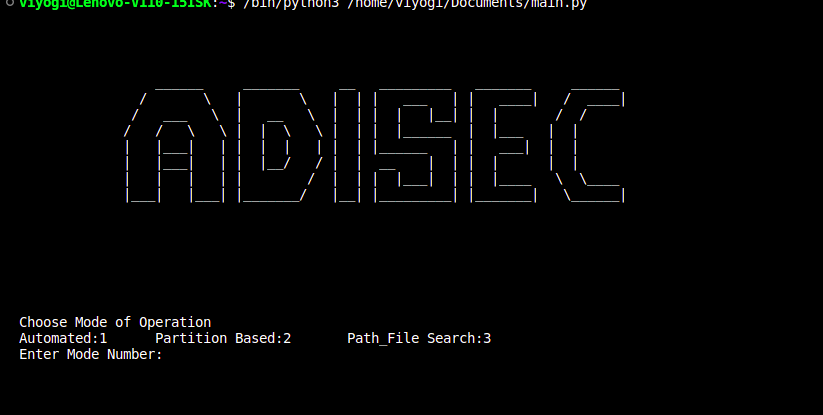 viyogi@Lenovo-V110-15ISK:~$ /bin/python3 /home/viyogi/Documents/main.py
ADISEC
Choose Mode of Operation
Automated:1      Partition Based:2       Path_File Search:3
Enter Mode Number: